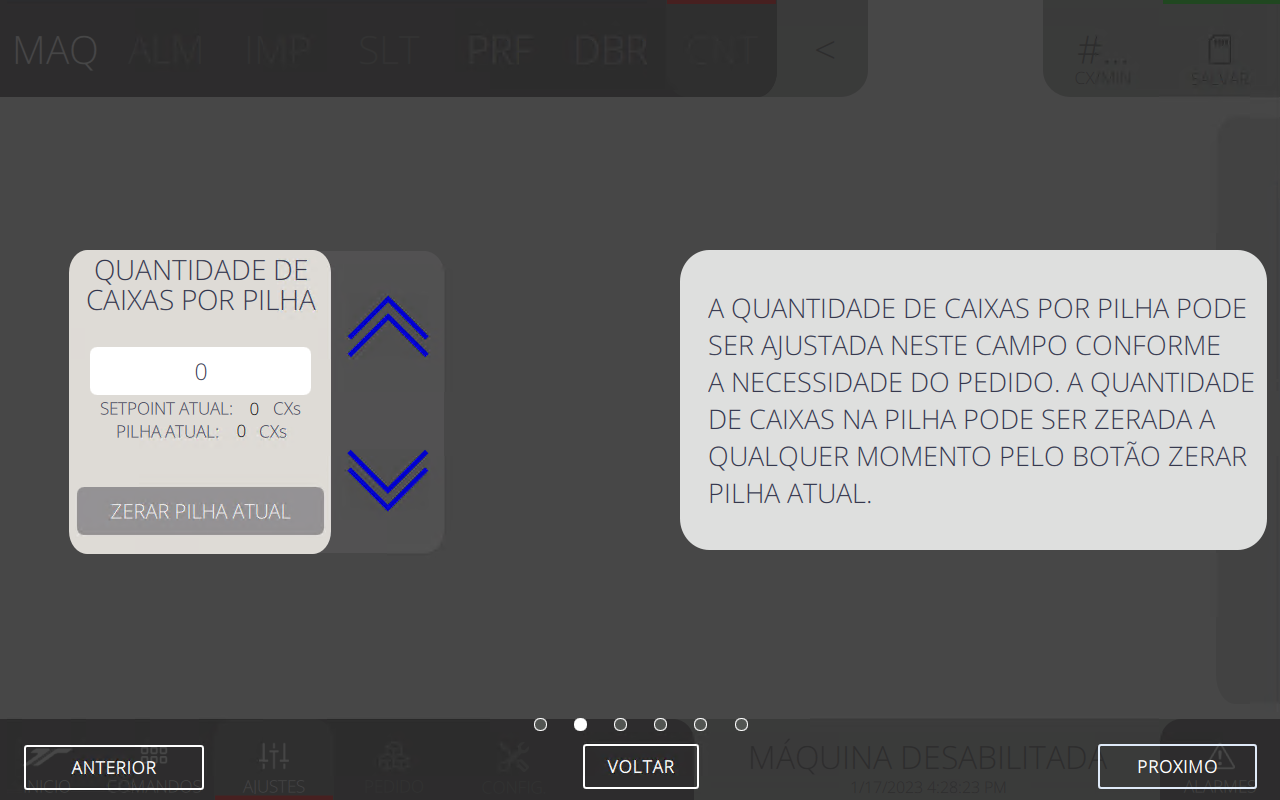 MAQ ALM IMP SLT PRF DBR CNT <
#...
CX/MIN SALVAR
QUANTIDADE DE
CAIXAS POR PILHA
0
SETPOINT ATUAL: 0 CXs
PILHA ATUAL: 0 CXs
ZERAR PILHA ATUAL
A QUANTIDADE DE CAIXAS POR PILHA PODE
SER AJUSTADA NESTE CAMPO CONFORME
A NECESSIDADE DO PEDIDO. A QUANTIDADE
DE CAIXAS NA PILHA PODE SER ZERADA A
QUALQUER MOMENTO PELO BOTÃO ZERAR
PILHA ATUAL.
ANTERIOR
VOLTAR
PROXIMO
INICIO COMANDOS AJUSTES PEDIDO CONFIG
MÁQUINA DESABILITADA
1/17/2023 4:28:23 PM
ALARMES